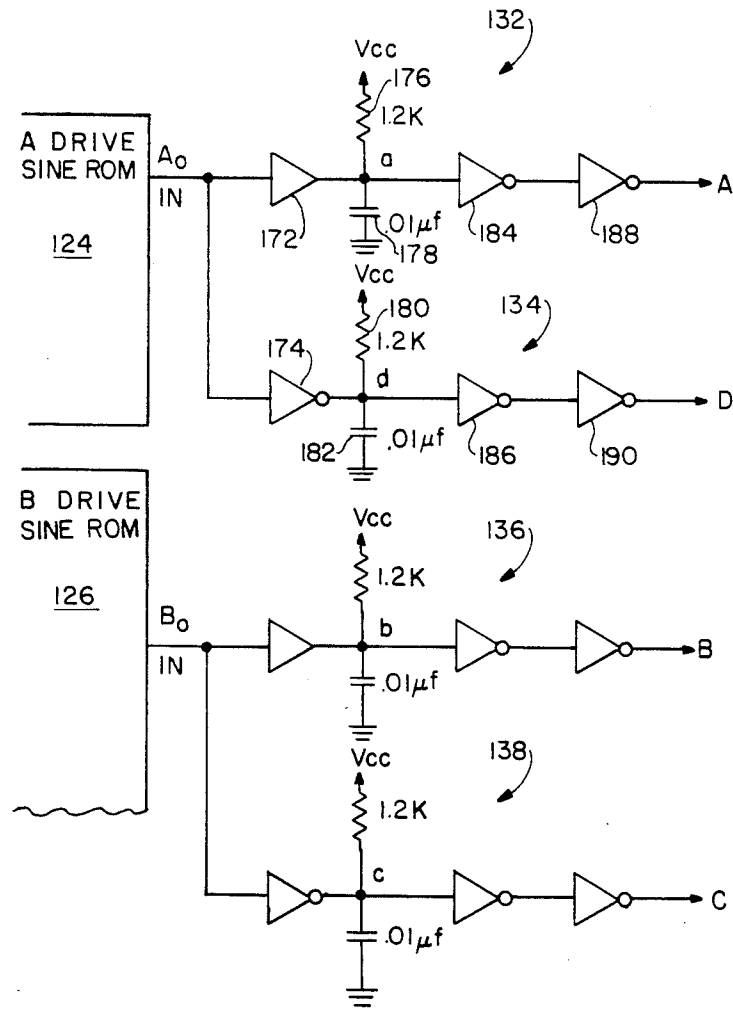 132
Vcc
176
1.2K
A DRIVE
SINE ROM
124
A₀
IN
172
a
.01μf
178
184
188
A
Vcc
180
1.2K
134
174
d
182
.01μf
186
190
D
B DRIVE
SINE ROM
126
B₀
IN
Vcc
1.2K
136
b
.01μf
B
Vcc
1.2K
138
c
.01μf
C